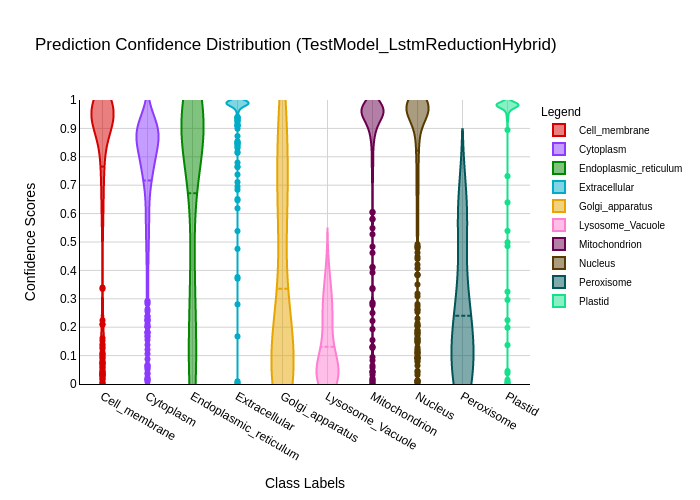 Prediction Confidence Distribution (TestModel_LstmReductionHybrid)
Legend
Cell_membrane
Cytoplasm
Endoplasmic_reticulum
Extracellular
Golgi_apparatus
Lysosome_Vacuole
Mitochondrion
Nucleus
Peroxisome
Plastid
Confidence Scores
1
0.9
0.8
0.7
0.6
0.5
0.4
0.3
0.2
0.1
0
Cell_membrane
Cytoplasm
Endoplasmic_reticulum
Extracellular
Golgi_apparatus
Lysosome_Vacuole
Mitochondrion
Nucleus
Peroxisome
Plastid
Class Labels